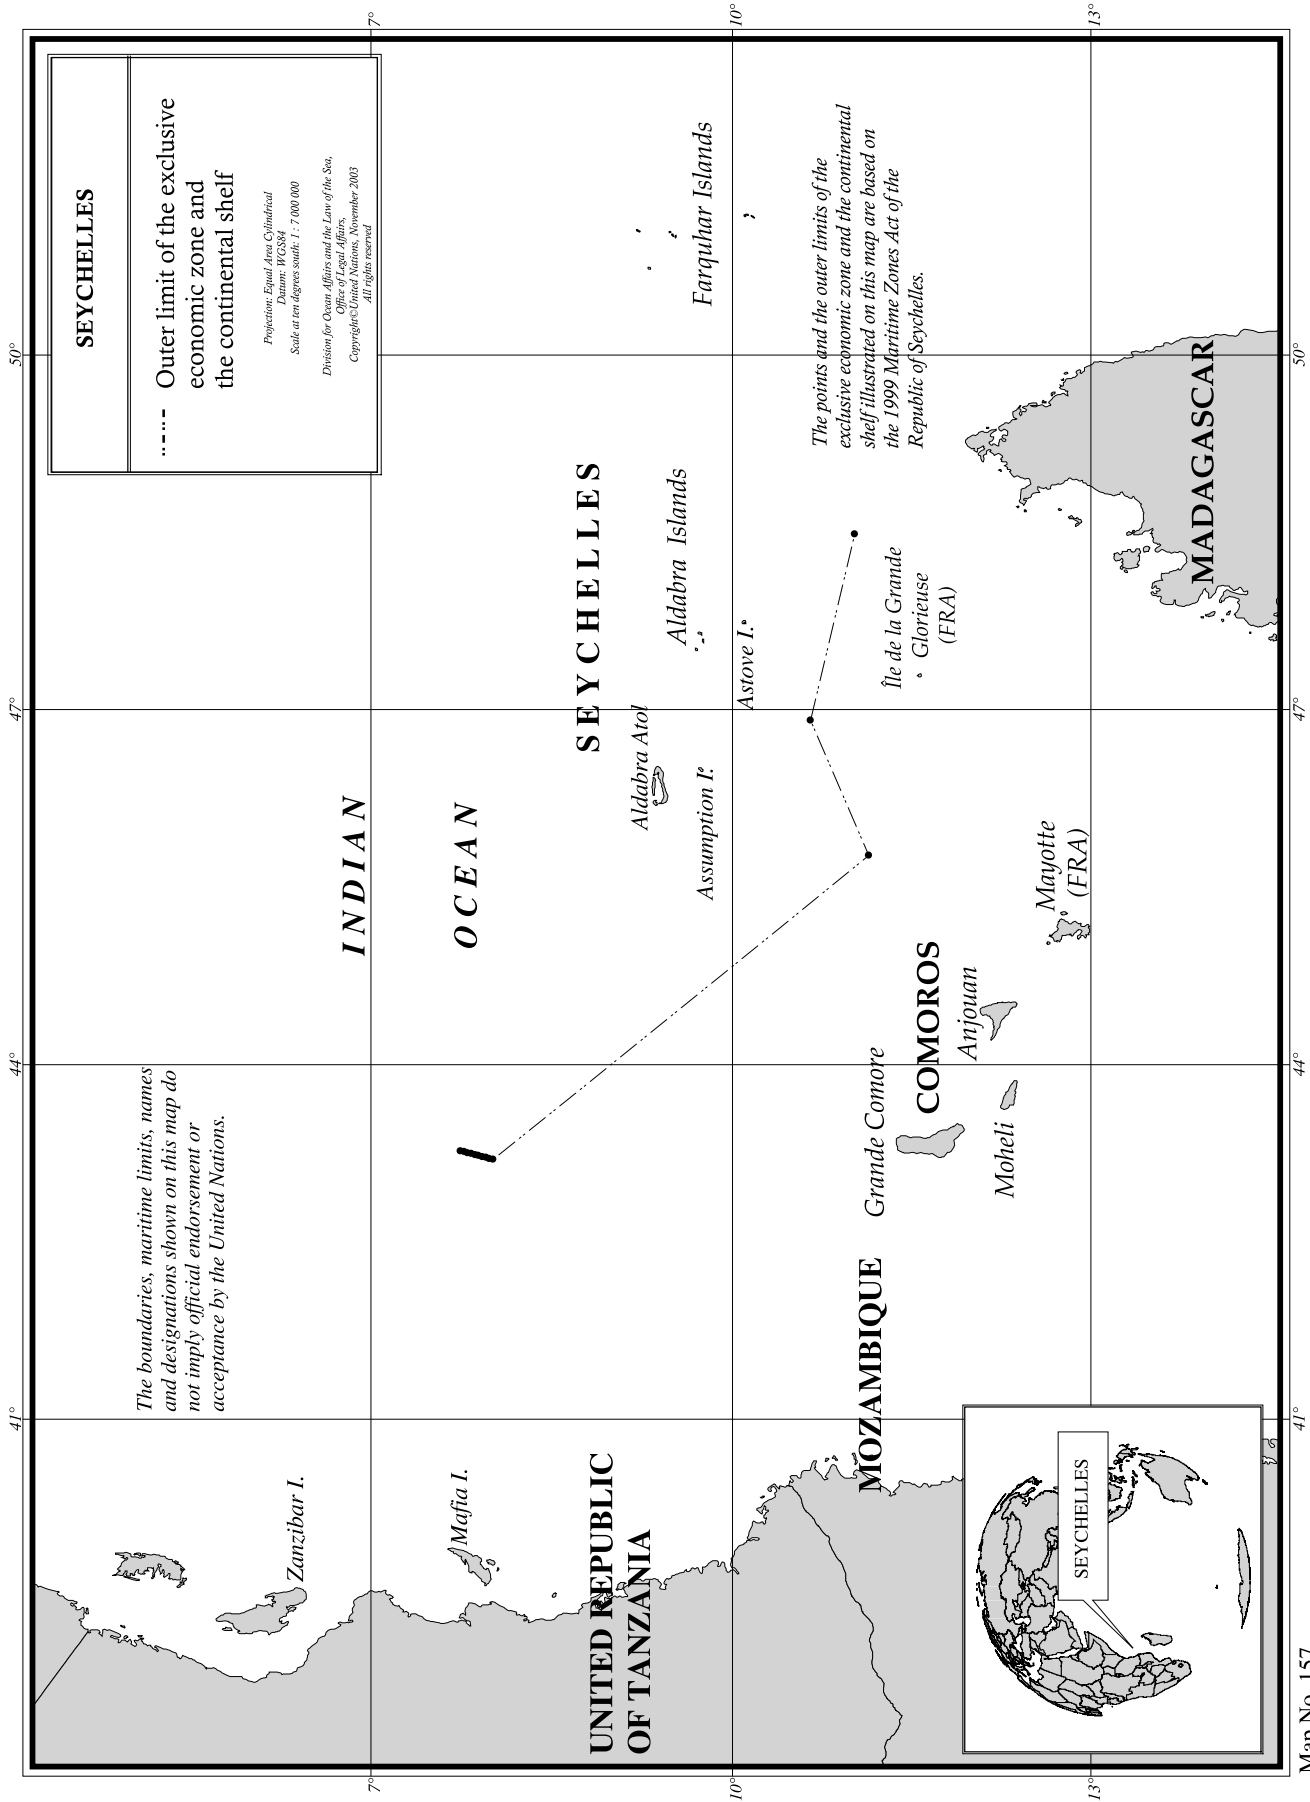 41°
44°
47°
50°
7°
10°
13°
7°
10°
13°
41°
44°
47°
50°
SEYCHELLES
Outer limit of the exclusive
economic zone and
the continental shelf
Projection: Equal Area Cylindrical
Datum: WGS84
Scale at ten degrees south: 1 : 7 000 000
Division for Ocean Affairs and the Law of the Sea,
Office of Legal Affairs,
Copyright©United Nations, November 2003
All rights reserved
The boundaries, maritime limits, names
and designations shown on this map do
not imply official endorsement or
acceptance by the United Nations.
Zanzibar I.
Mafia I.
UNITED REPUBLIC
OF TANZANIA
INDIAN
OCEAN
SEYCHELLES
Aldabra Atol
Aldabra Islands
Assumption I.
Astove I.
Farquhar Islands
The points and the outer limits of the
exclusive economic zone and the continental
shelf illustrated on this map are based on
the 1999 Maritime Zones Act of the
Republic of Seychelles.
MOZAMBIQUE
Grande Comore
COMOROS
Anjouan
Moheli
Mayotte
(FRA)
Île de la Grande
Glorieuse
(FRA)
MADAGASCAR
SEYCHELLES
Map No. 157